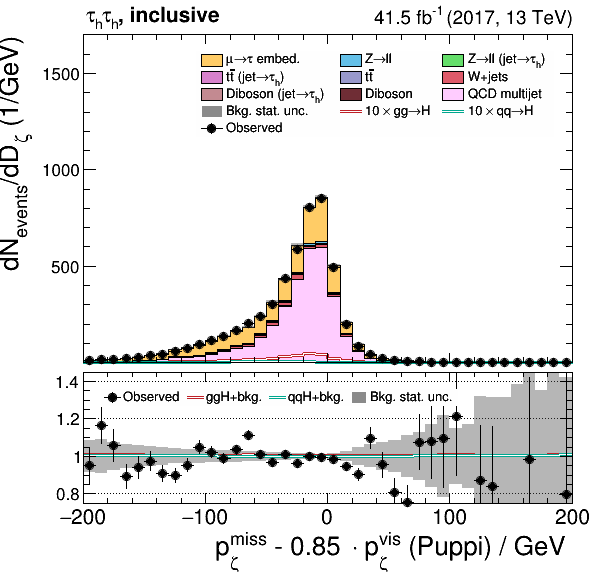 τhτh, inclusive 41.5 fb-1 (2017, 13 TeV)
dNevents/dDζ (1/GeV)
1500
1000
500
μ→τ embed. Z→ll Z→ll (jet→τh)
tt̄ (jet→τh) tt̄ W+jets
Diboson (jet→τh) Diboson QCD multijet
Bkg. stat. unc. 10 × gg→H 10 × qq→H
Observed
1.4
1.2
1
0.8
Observed ggH+bkg. qqH+bkg. Bkg. stat. unc.
−200 −100 0 100 200
pζmiss - 0.85 · pζvis (Puppi) / GeV